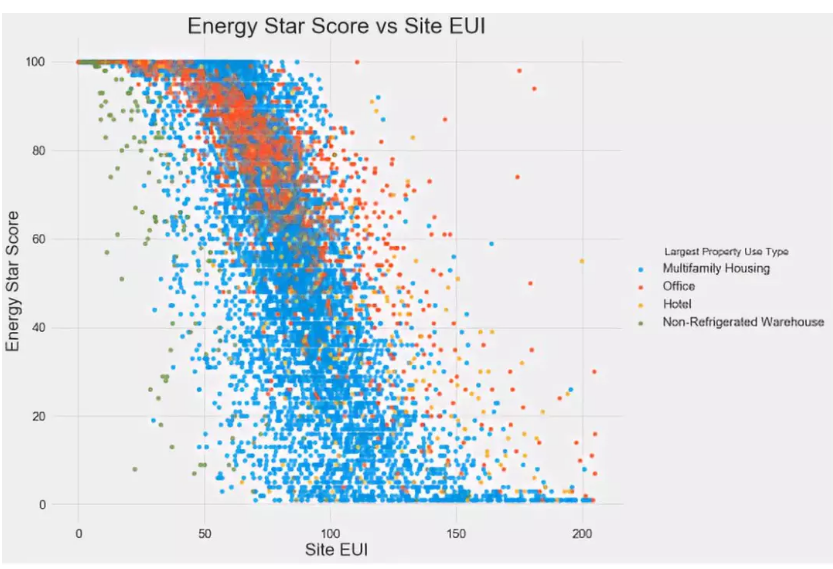 Energy Star Score vs Site EUI
Energy Star Score
100
80
60
40
20
0
0 50 100 150 200
Site EUI
Largest Property Use Type
Multifamily Housing
Office
Hotel
Non-Refrigerated Warehouse